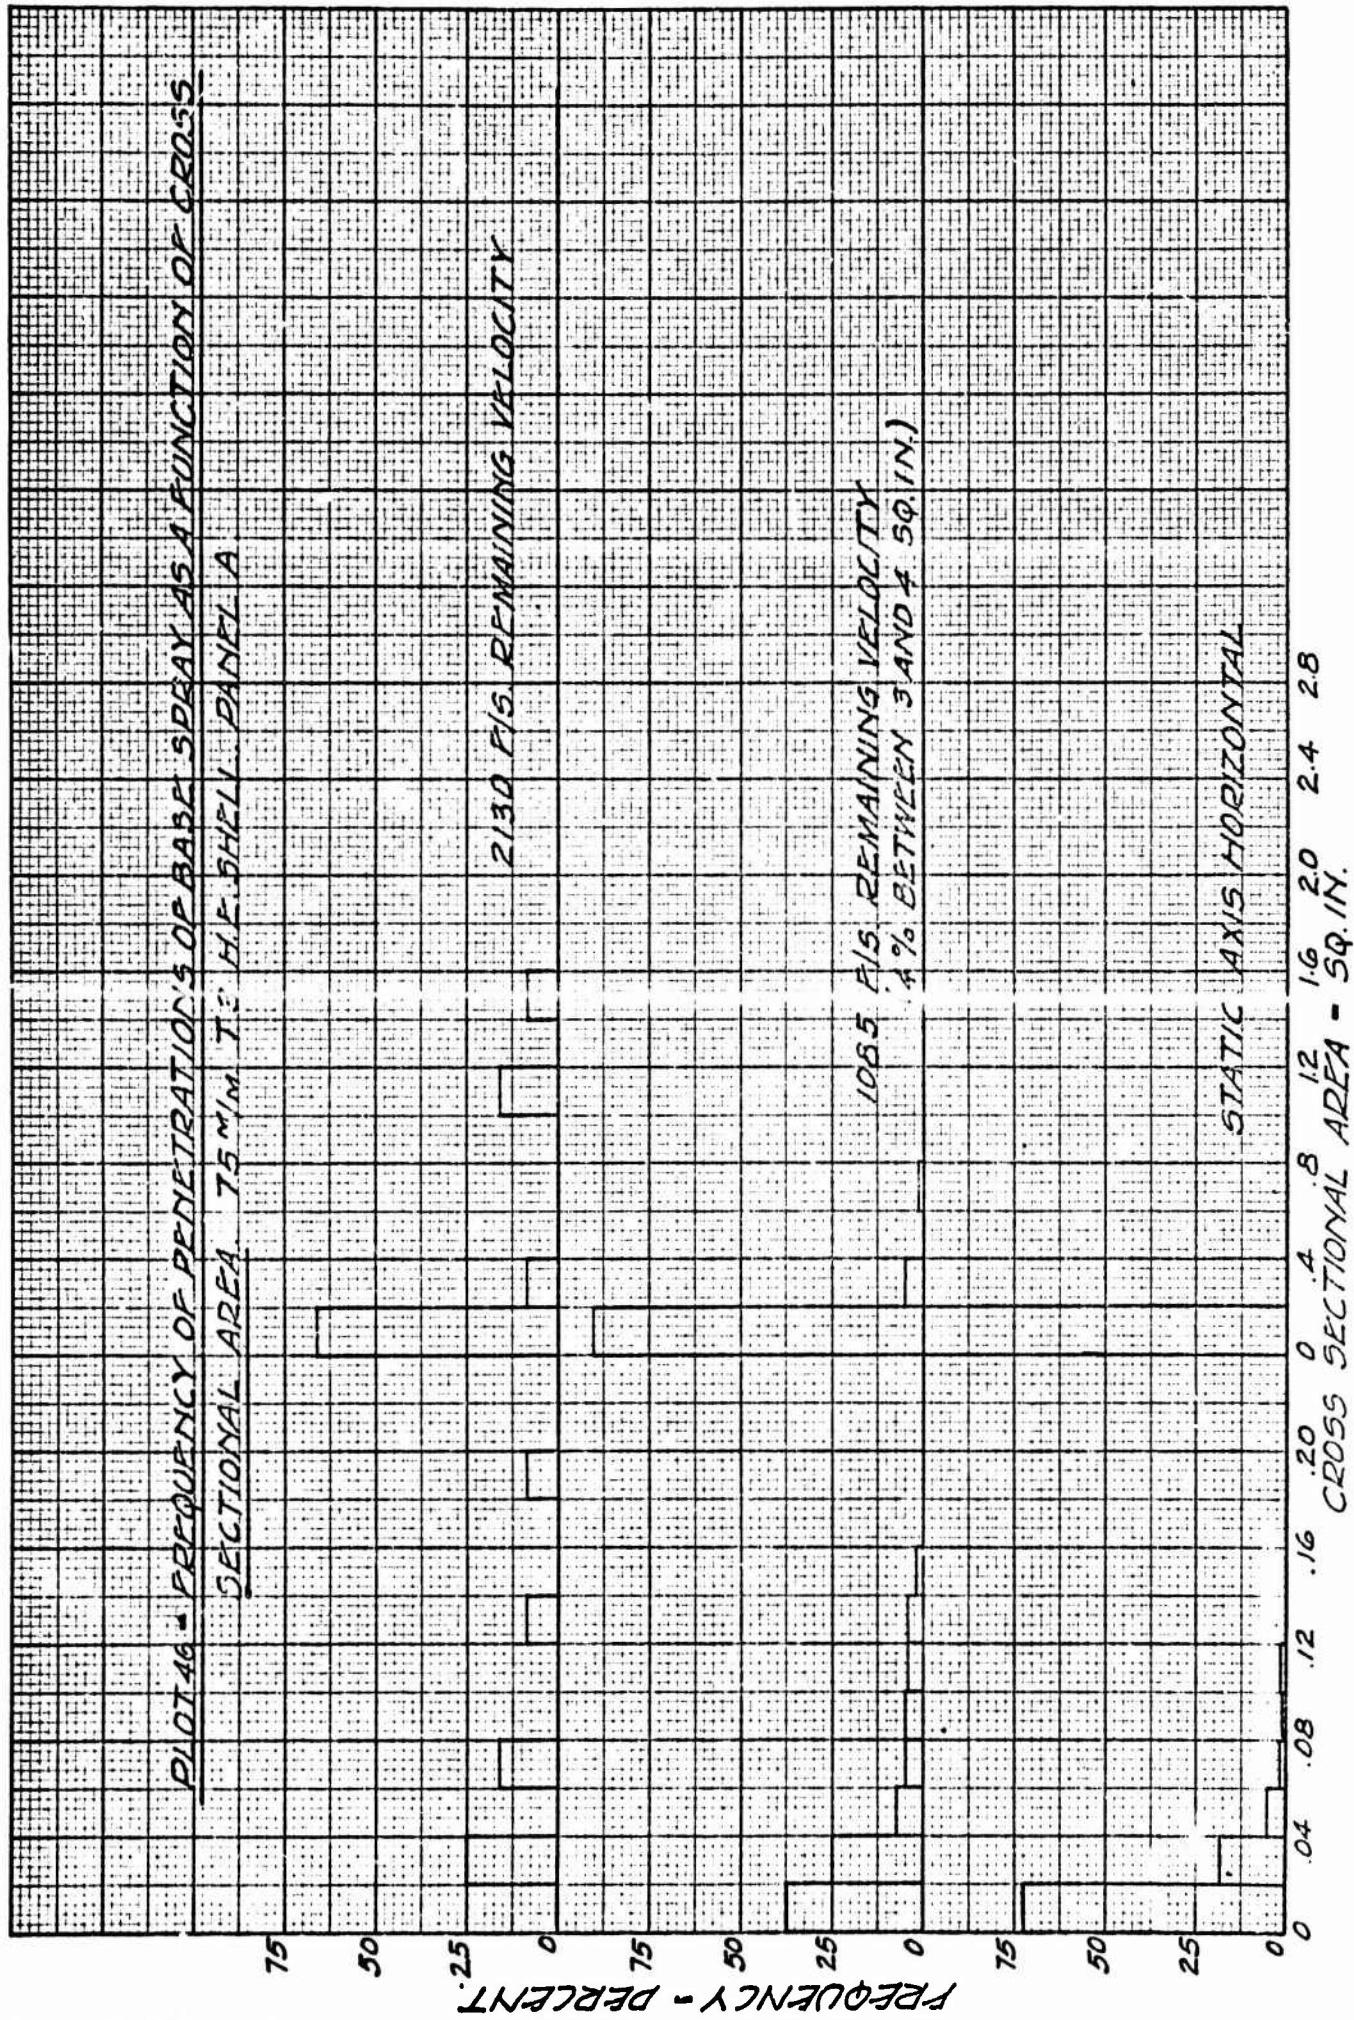 PLOT 46 - FREQUENCY OF PENETRATIONS OF BASE SPRAY AS A FUNCTION OF CROSS
SECTIONAL AREA. 75 M/M T3 H.E. SHELL. PANEL A
2130 F/S. REMAINING VELOCITY
1085 F/S. REMAINING VELOCITY
4% BETWEEN 3 AND 4 SQ. IN.)
STATIC AXIS HORIZONTAL
FREQUENCY - PERCENT.
75
50
25
0
75
50
25
0
75
50
25
0
0 .04 .08 .12 .16 .20 0 .4 .8 1.2 1.6 2.0 2.4 2.8
CROSS SECTIONAL AREA - SQ. IN.